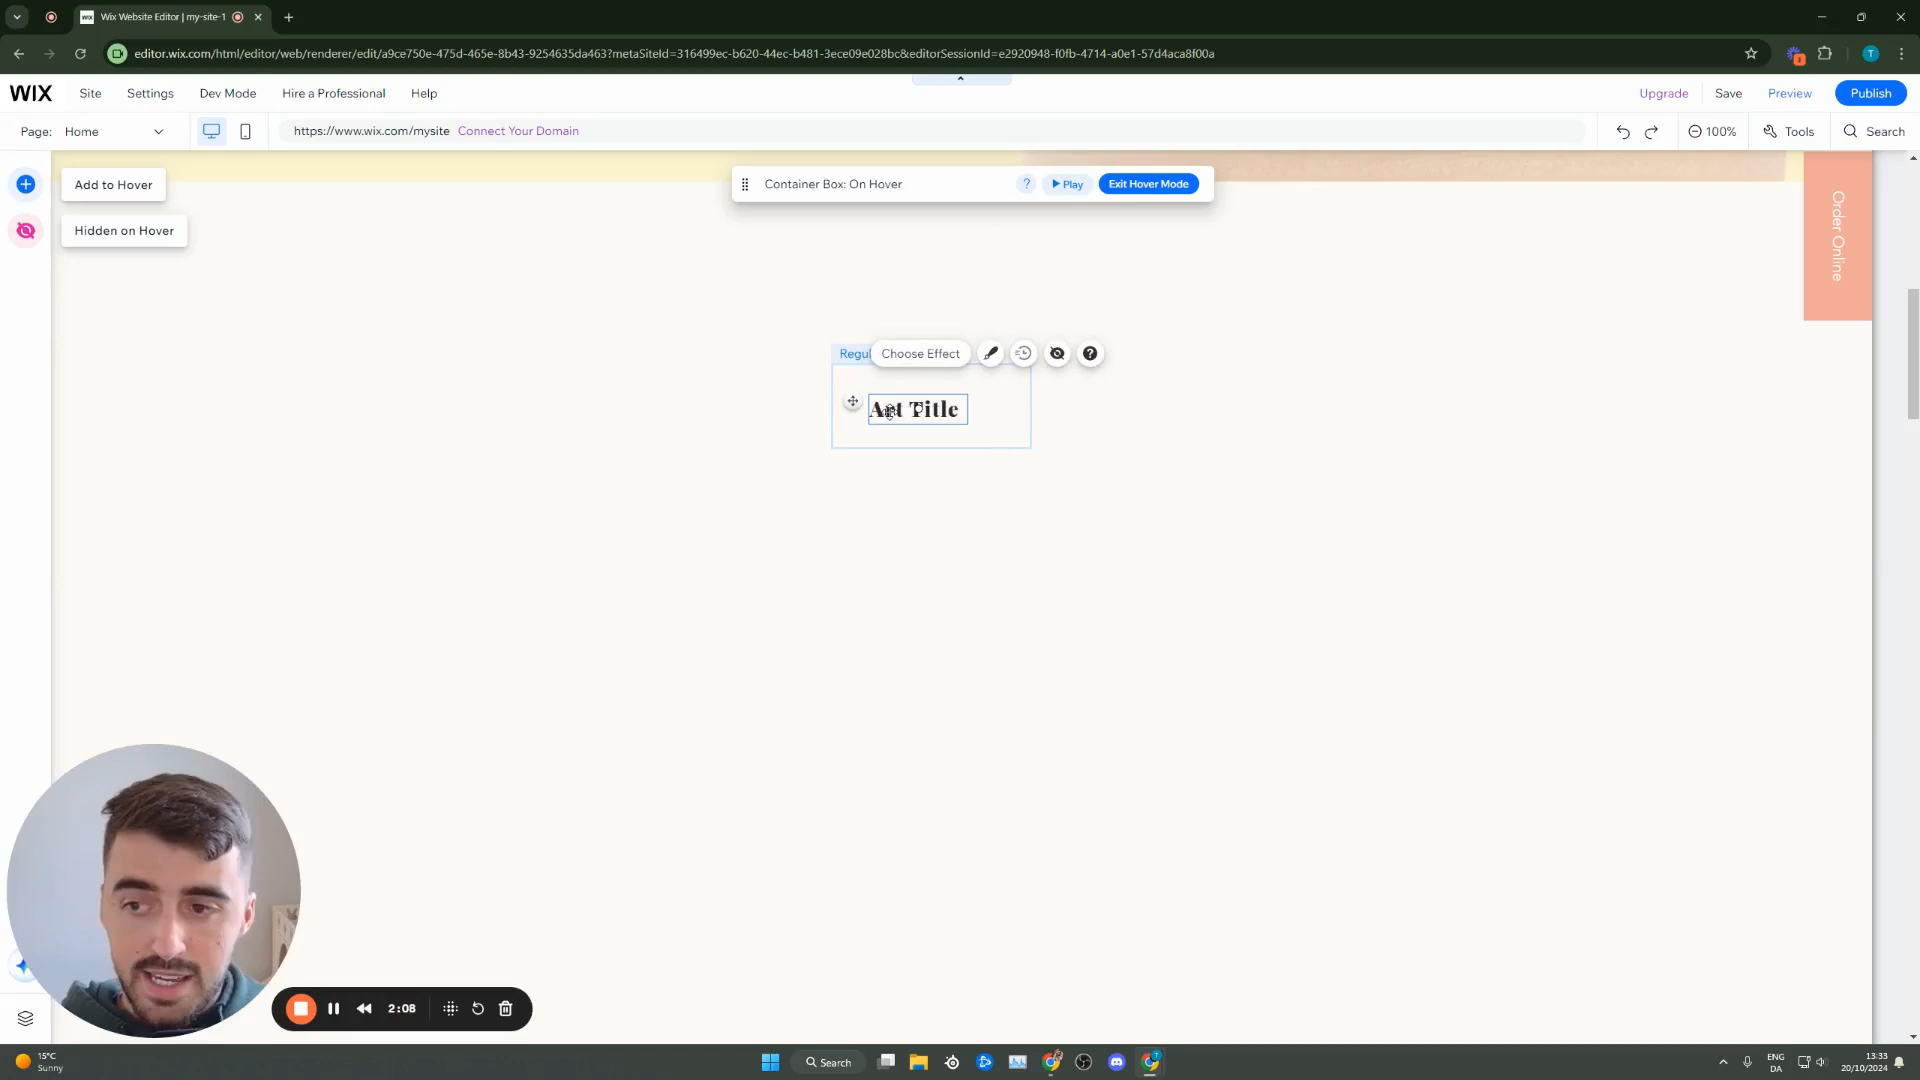 Wix Website Editor | my-site-1
editor.wix.com/html/editor/web/renderer/edit/a9ce750e-475d-465e-8b43-9254635da463?metaSiteId=316499ec-b620-44ec-b481-3ece09e028bc&editorSessionId=e2920948-f0fb-4714-a0e1-57d4aca8f00a
3
T
WIX Site Settings Dev Mode Hire a Professional Help Upgrade Save Preview Publish
Page: Home https://www.wix.com/mysite Connect Your Domain 100% Tools Search
Add to Hover
Container Box: On Hover ? Play Exit Hover Mode
Hidden on Hover
Order Online
Regul Choose Effect
Art Title
2:08
15°C
Sunny
Search
ENG
DA
13:33
20/10/2024